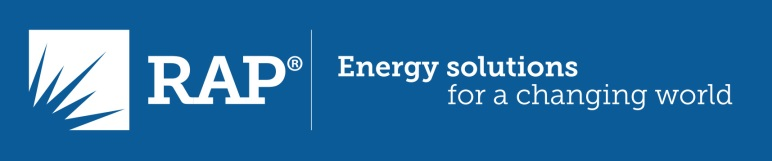 RAP®
Energy solutions
for a changing world